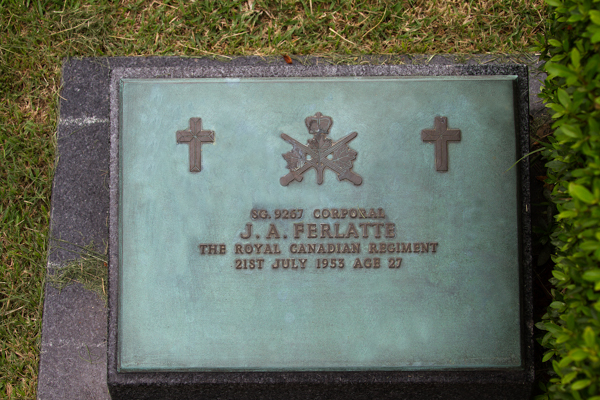 SG. 9267 CORPORAL
J. A. FERLATTE
THE ROYAL CANADIAN REGIMENT
21ST JULY 1953 AGE 27